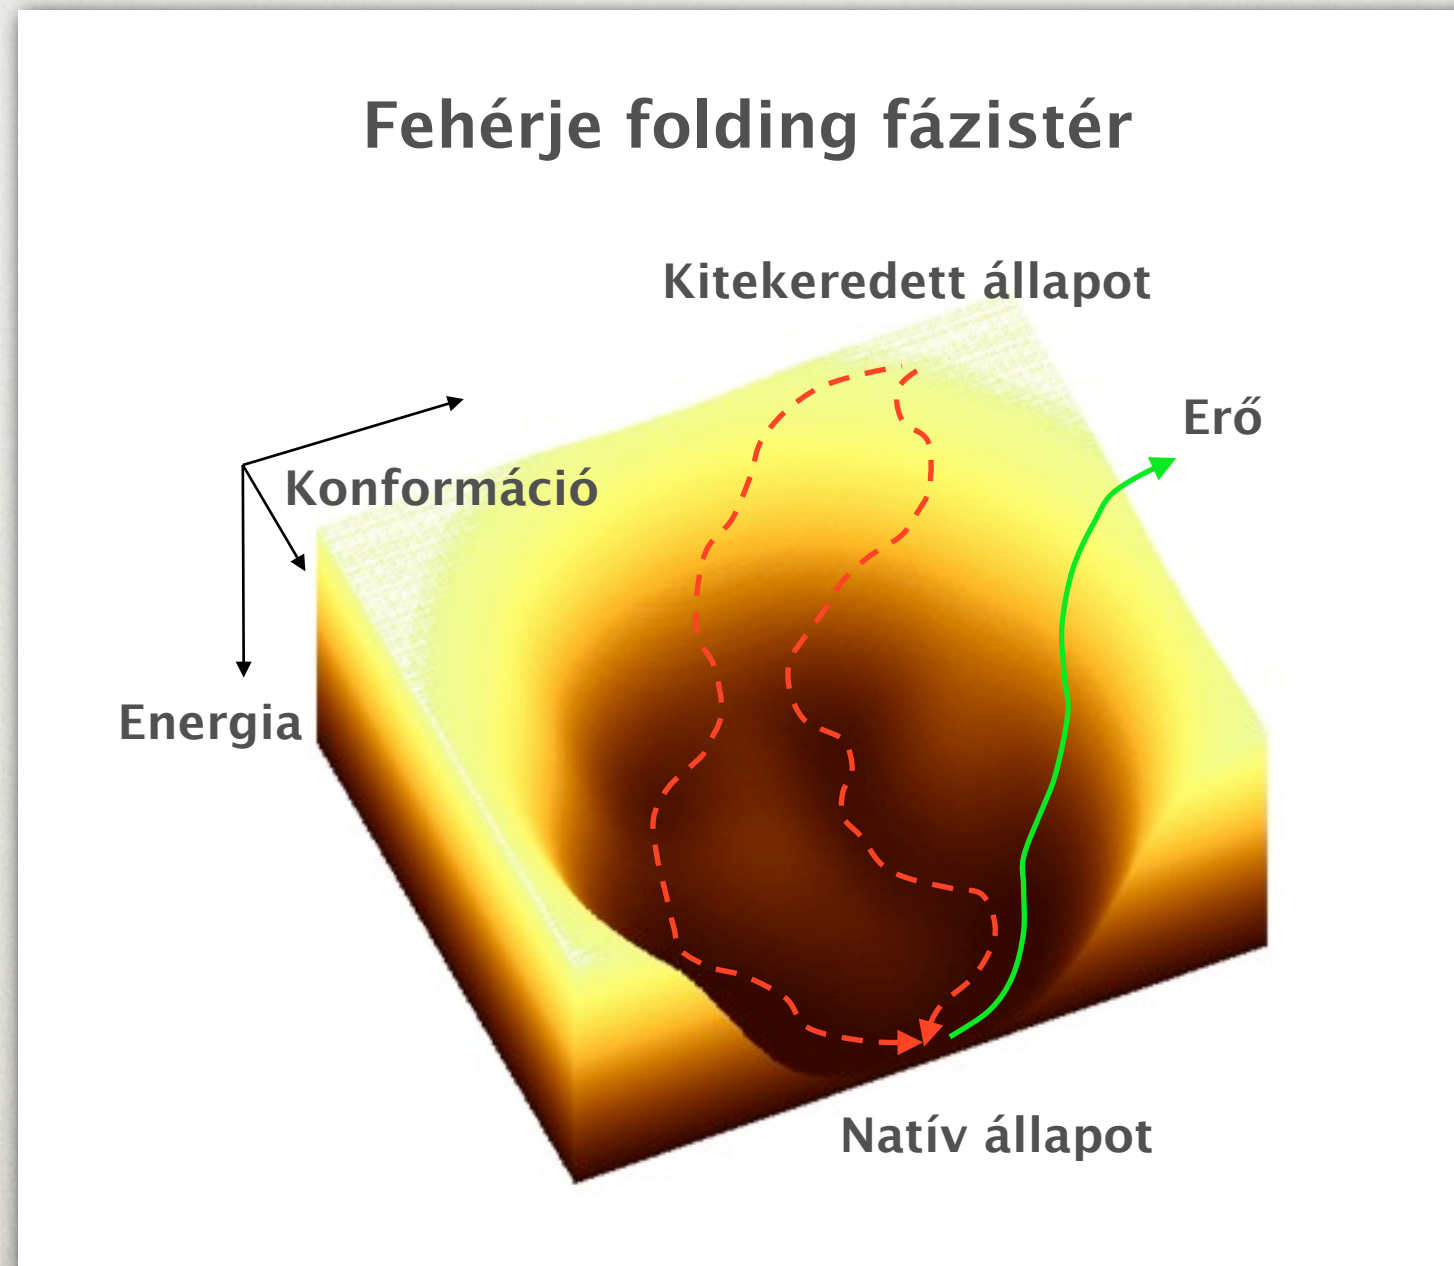 Fehérje folding fázistér
Kitekeredett állapot
Erő
Konformáció
Energia
Natív állapot